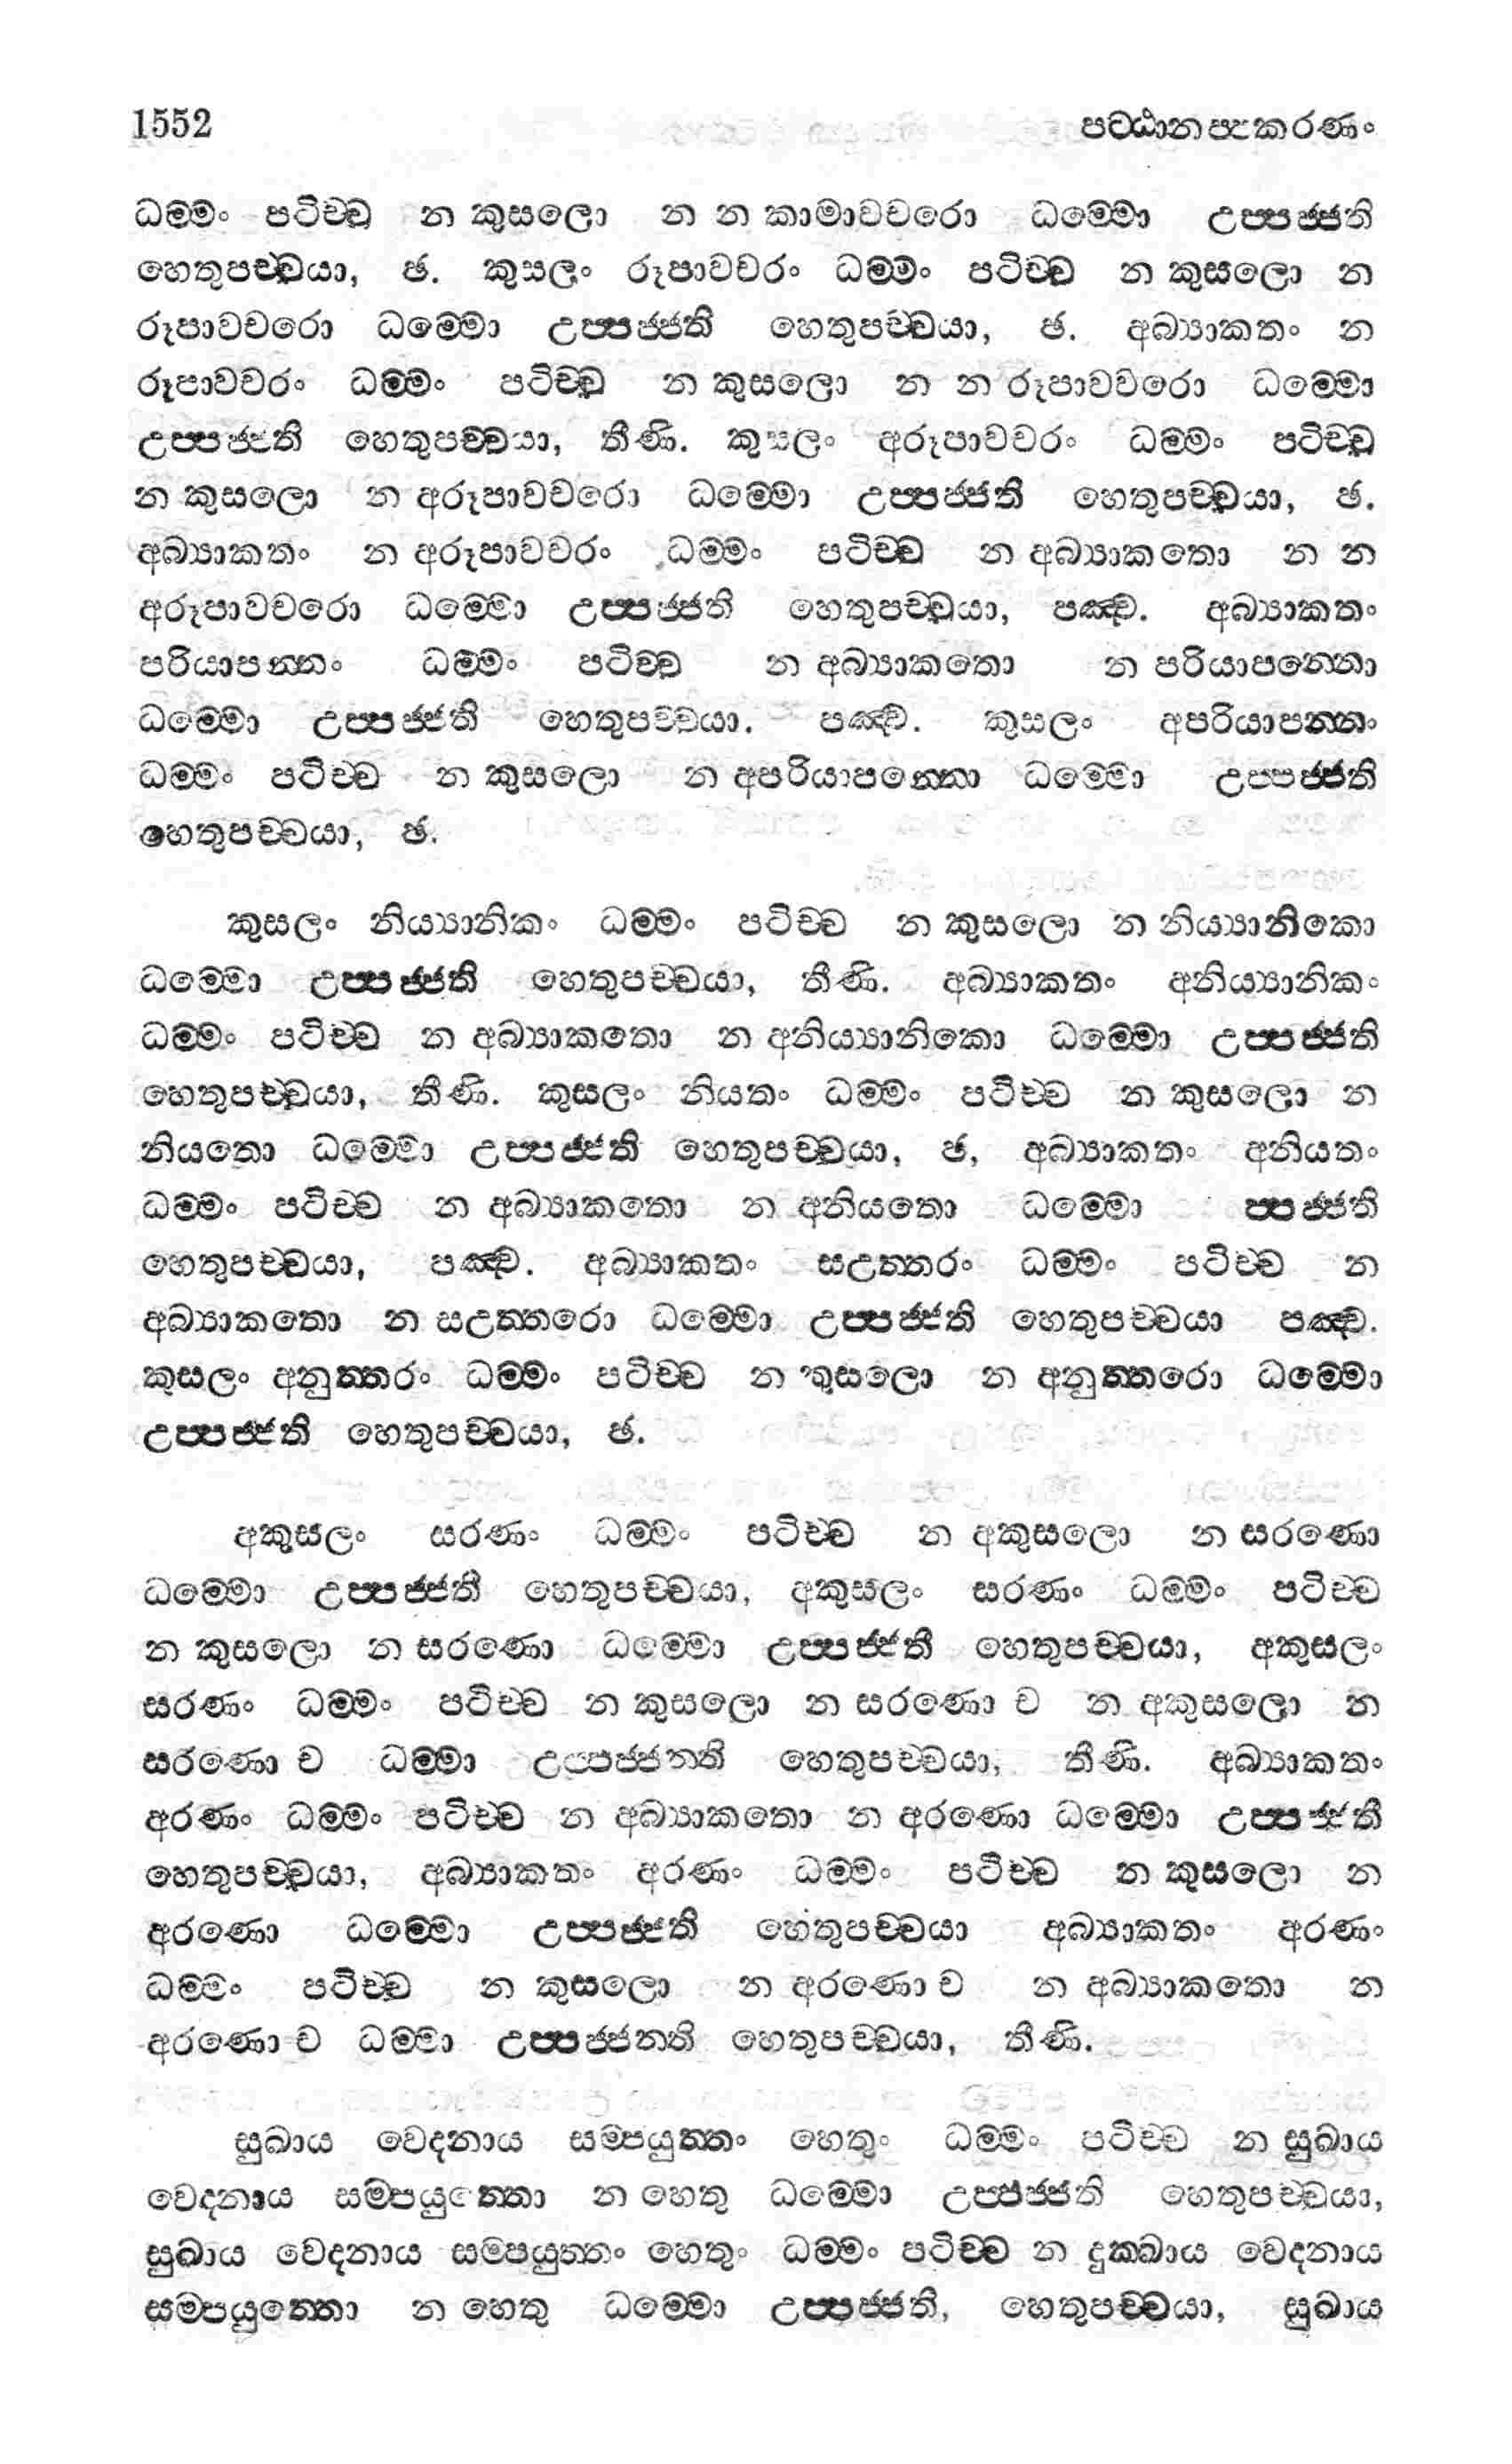 1552 පට්ඨානප්පකරණං
ධම්මං පටිච්ච න කුසලො න න කාමාවචරො ධම්මො උප්පජ්ජති
හෙතුපච්චයා, ඡ. කුසලං රූපාවචරං ධම්මං පටිච්ච න කුසලො න
රූපාවචරො ධම්මො උප්පජ්ජති හෙතුපච්චයා, ඡ. අබ්‍යාකතං න
රූපාවචරං ධම්මං පටිච්ච න කුසලො න න රූපාවචරො ධම්මො
උප්පජ්ජති හෙතුපච්චයා, තීණි. කුසලං අරූපාවචරං ධම්මං පටිච්ච
න කුසලො න අරූපාවචරො ධම්මො උප්පජ්ජති හෙතුපච්චයා, ඡ.
අබ්‍යාකතං න අරූපාවචරං ධම්මං පටිච්ච න අබ්‍යාකතො න න
අරූපාවචරො ධම්මො උප්පජ්ජති හෙතුපච්චයා, පඤ්ච. අබ්‍යාකතං
පරියාපන්නං ධම්මං පටිච්ච න අබ්‍යාකතො න පරියාපන්නො
ධම්මො උප්පජ්ජති හෙතුපච්චයා. පඤ්ච. කුසලං අපරියාපන්නං
ධම්මං පටිච්ච න කුසලො න අපරියාපන්නො ධම්මො උප්පජ්ජති
හෙතුපච්චයා, ඡ.
කුසලං නිය්‍යානිකං ධම්මං පටිච්ච න කුසලො න නිය්‍යානිකො
ධම්මො උප්පජ්ජති හෙතුපච්චයා, තීණි. අබ්‍යාකතං අනිය්‍යානිකං
ධම්මං පටිච්ච න අබ්‍යාකතො න අනිය්‍යානිකො ධම්මො උප්පජ්ජති
හෙතුපච්චයා, තීණි. කුසලං නියතං ධම්මං පටිච්ච න කුසලො න
නියතො ධම්මො උප්පජ්ජති හෙතුපච්චයා, ඡ, අබ්‍යාකතං අනියතං
ධම්මං පටිච්ච න අබ්‍යාකතො න අනියතො ධම්මො ප්පජ්ජති
හෙතුපච්චයා, පඤ්ච. අබ්‍යාකතං සඋත්තරං ධම්මං පටිච්ච න
අබ්‍යාකතො න සඋත්තරො ධම්මො උප්පජ්ජති හෙතුපච්චයා පඤ්ච.
කුසලං අනුත්තරං ධම්මං පටිච්ච න කුසලො න අනුත්තරො ධම්මො
උප්පජ්ජති හෙතුපච්චයා, ඡ.
අකුසලං සරණං ධම්මං පටිච්ච න අකුසලො න සරණො
ධම්මො උප්පජ්ජති හෙතුපච්චයා, අකුසලං සරණං ධම්මං පටිච්ච
න කුසලො න සරණො ධම්මො උප්පජ්ජති හෙතුපච්චයා, අකුසලං
සරණං ධම්මං පටිච්ච න කුසලො න සරණො ච න අකුසලො න
සරණො ච ධම්මා උප්පජ්ජන්ති හෙතුපච්චයා, තීණි. අබ්‍යාකතං
අරණං ධම්මං පටිච්ච න අබ්‍යාකතො න අරණො ධම්මො උප්පජ්ජති
හෙතුපච්චයා, අබ්‍යාකතං අරණං ධම්මං පටිච්ච න කුසලො න
අරණො ධම්මො උප්පජ්ජති හෙතුපච්චයා අබ්‍යාකතං අරණං
ධම්මං පටිච්ච න කුසලො න අරණො ච න අබ්‍යාකතො න
අරණො ච ධම්මා උප්පජ්ජන්ති හෙතුපච්චයා, තීණි.
සුඛාය වෙදනාය සම්පයුත්තං හෙතුං ධම්මං පටිච්ච න සුඛාය
වෙදනාය සම්පයුත්තො න හෙතු ධම්මො උප්පජ්ජති හෙතුපච්චයා,
සුඛාය වෙදනාය සම්පයුත්තං හෙතුං ධම්මං පටිච්ච න දුක්ඛාය වෙදනාය
සම්පයුත්තො න හෙතු ධම්මො උප්පජ්ජති, හෙතුපච්චයා, සුඛාය